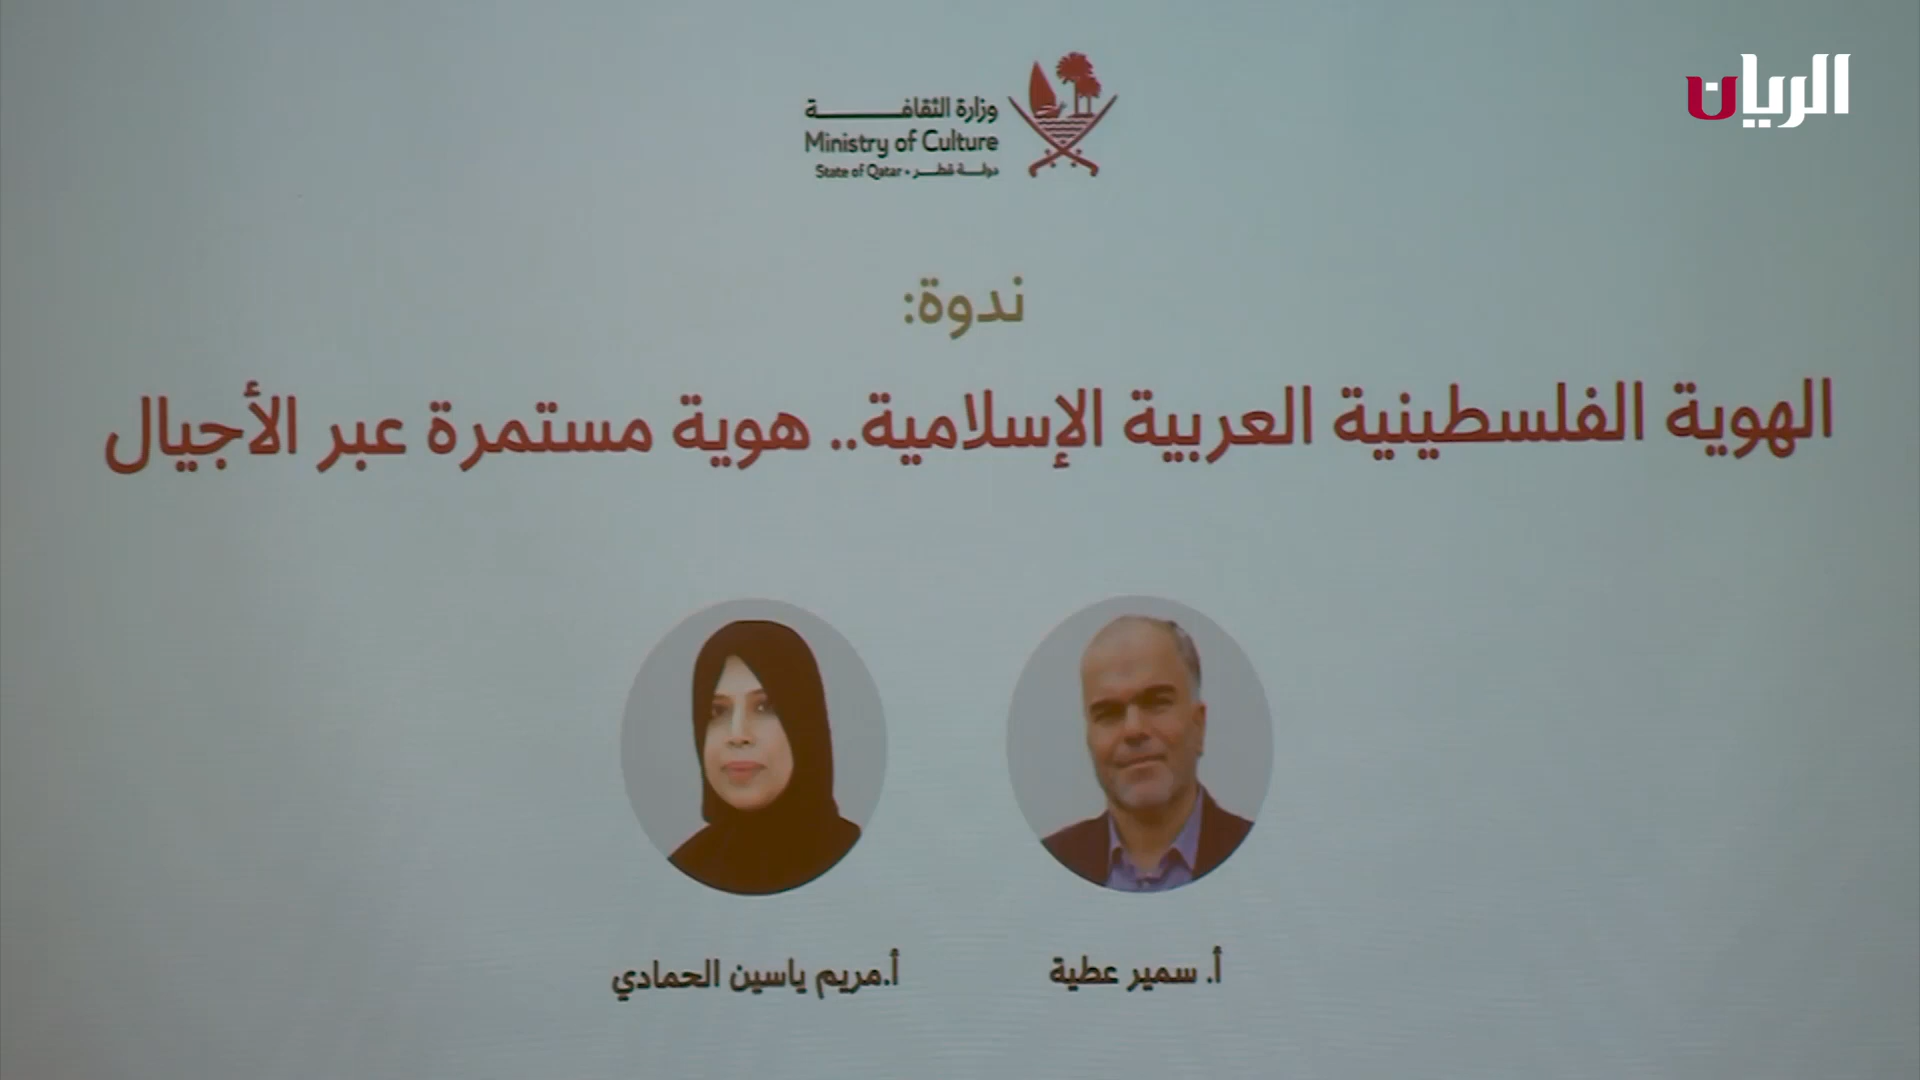 الريان
وزارة الثقافة
Ministry of Culture
State of Qatar • دولة قطر
ندوة:
الهوية الفلسطينية العربية الإسلامية.. هوية مستمرة عبر الأجيال
أ. سمير عطية
أ.مريم ياسين الحمادي